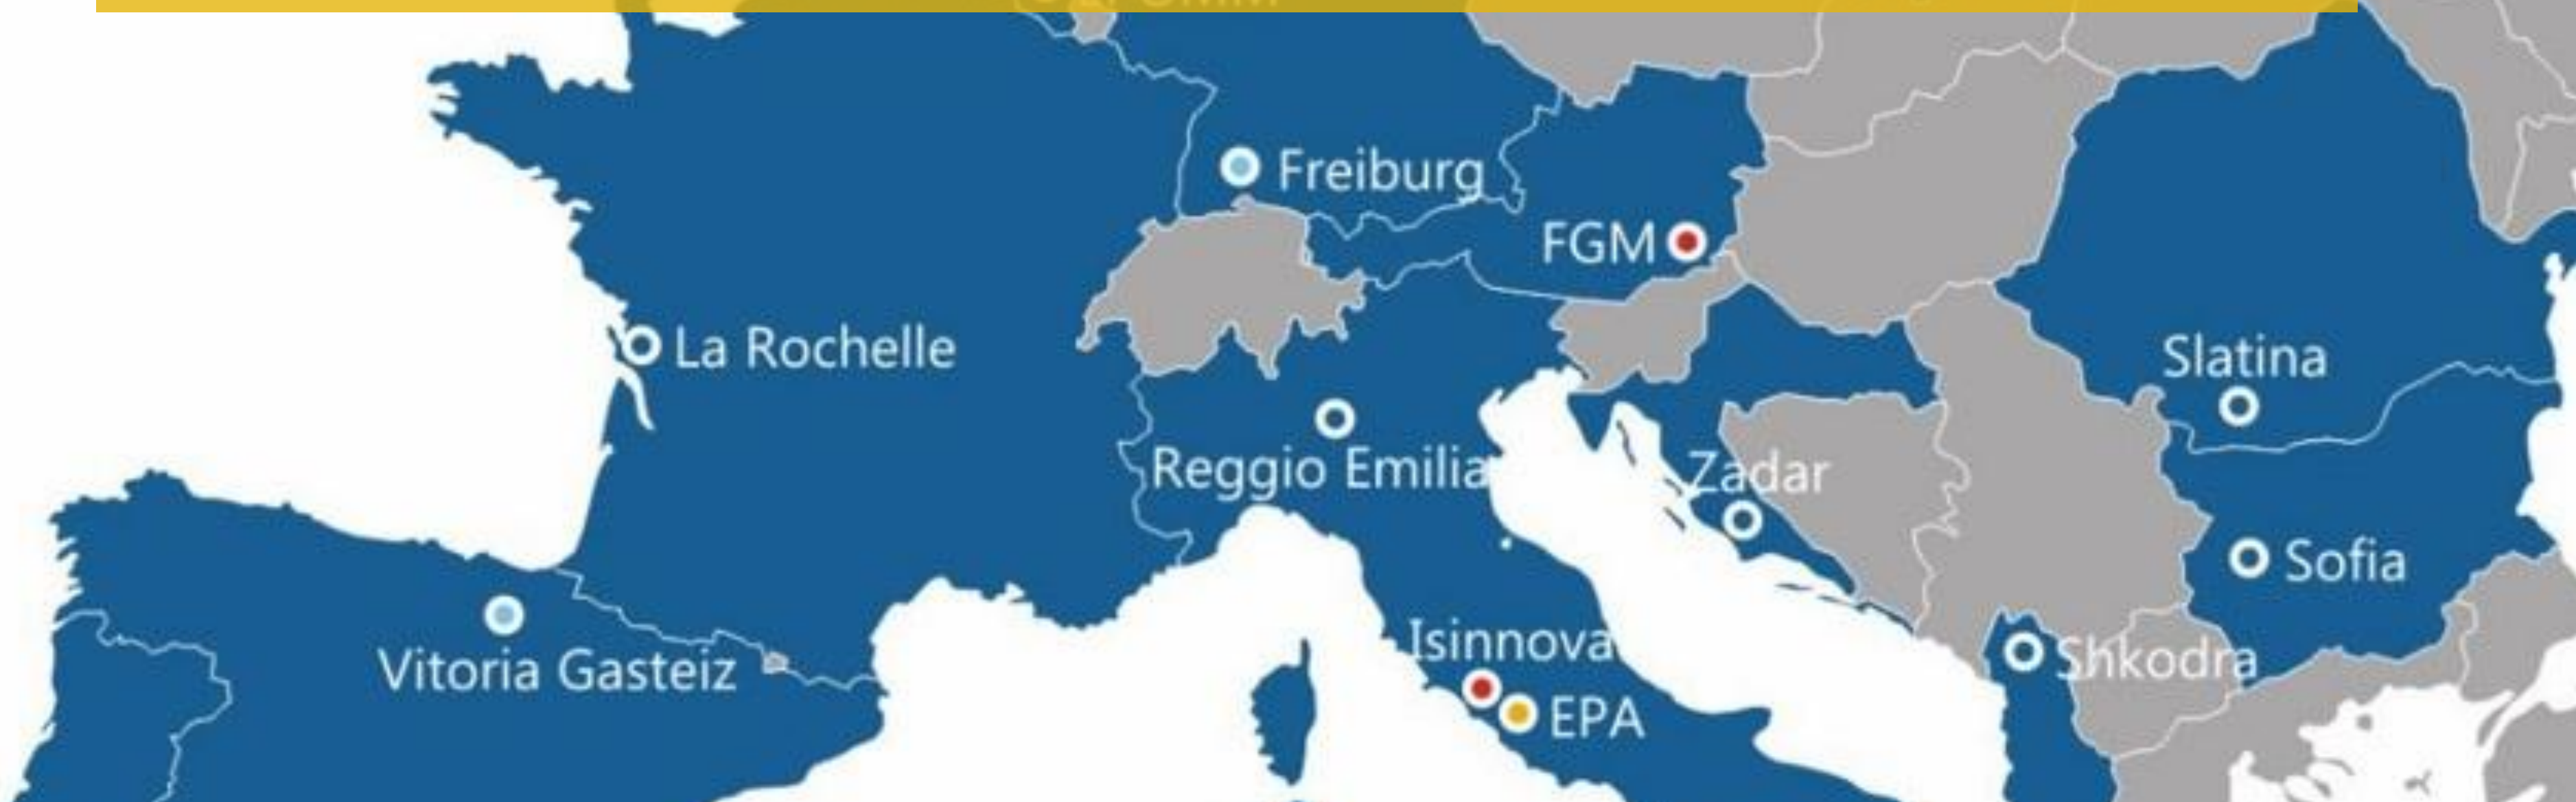 Freiburg
FGM
La Rochelle
Slatina
Reggio Emilia
Zadar
Sofia
Vitoria Gasteiz
Isinnova
EPA
Shkodra